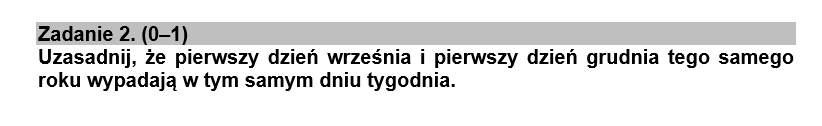 Zadanie 2. (0–1)
Uzasadnij, że pierwszy dzień września i pierwszy dzień grudnia tego samego
roku wypadają w tym samym dniu tygodnia.